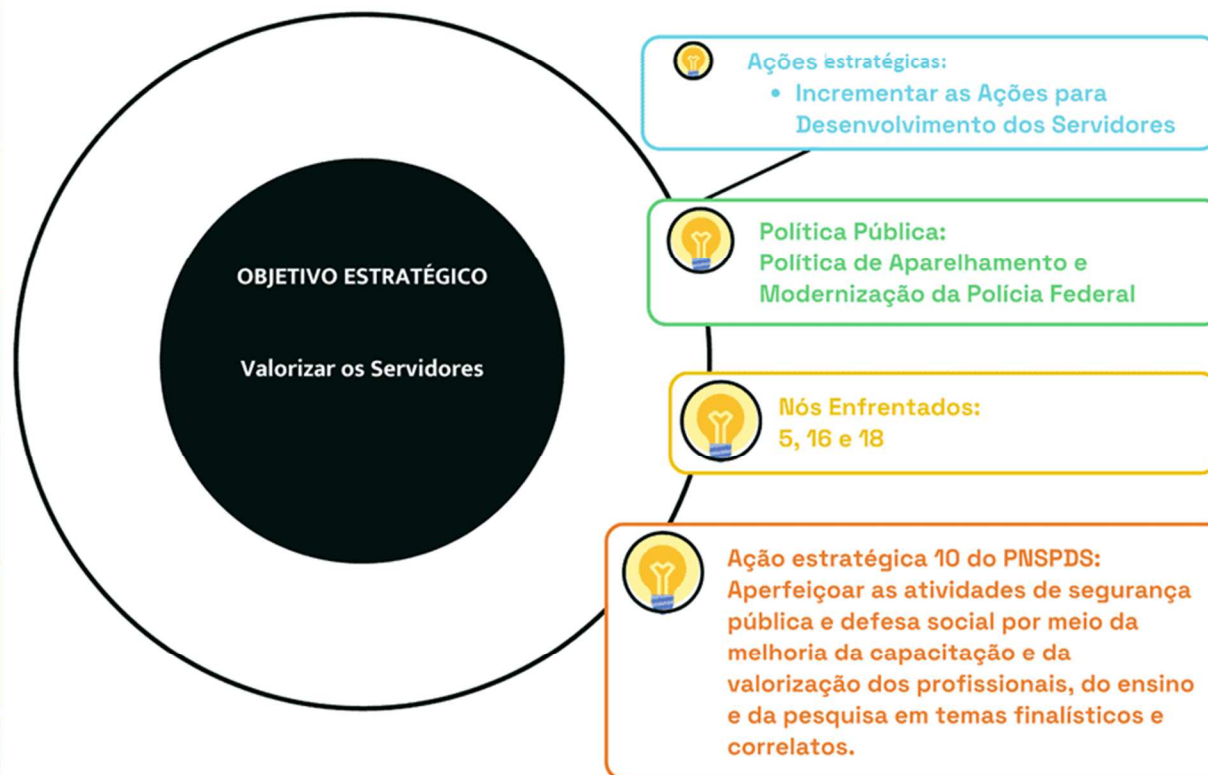 OBJETIVO ESTRATÉGICO
Valorizar os Servidores
Ações estratégicas:
• Incrementar as Ações para
Desenvolvimento dos Servidores
Política Pública:
Política de Aparelhamento e
Modernização da Polícia Federal
Nós Enfrentados:
5, 16 e 18
Ação estratégica 10 do PNSPDS:
Aperfeiçoar as atividades de segurança
pública e defesa social por meio da
melhoria da capacitação e da
valorização dos profissionais, do ensino
e da pesquisa em temas finalísticos e
correlatos.